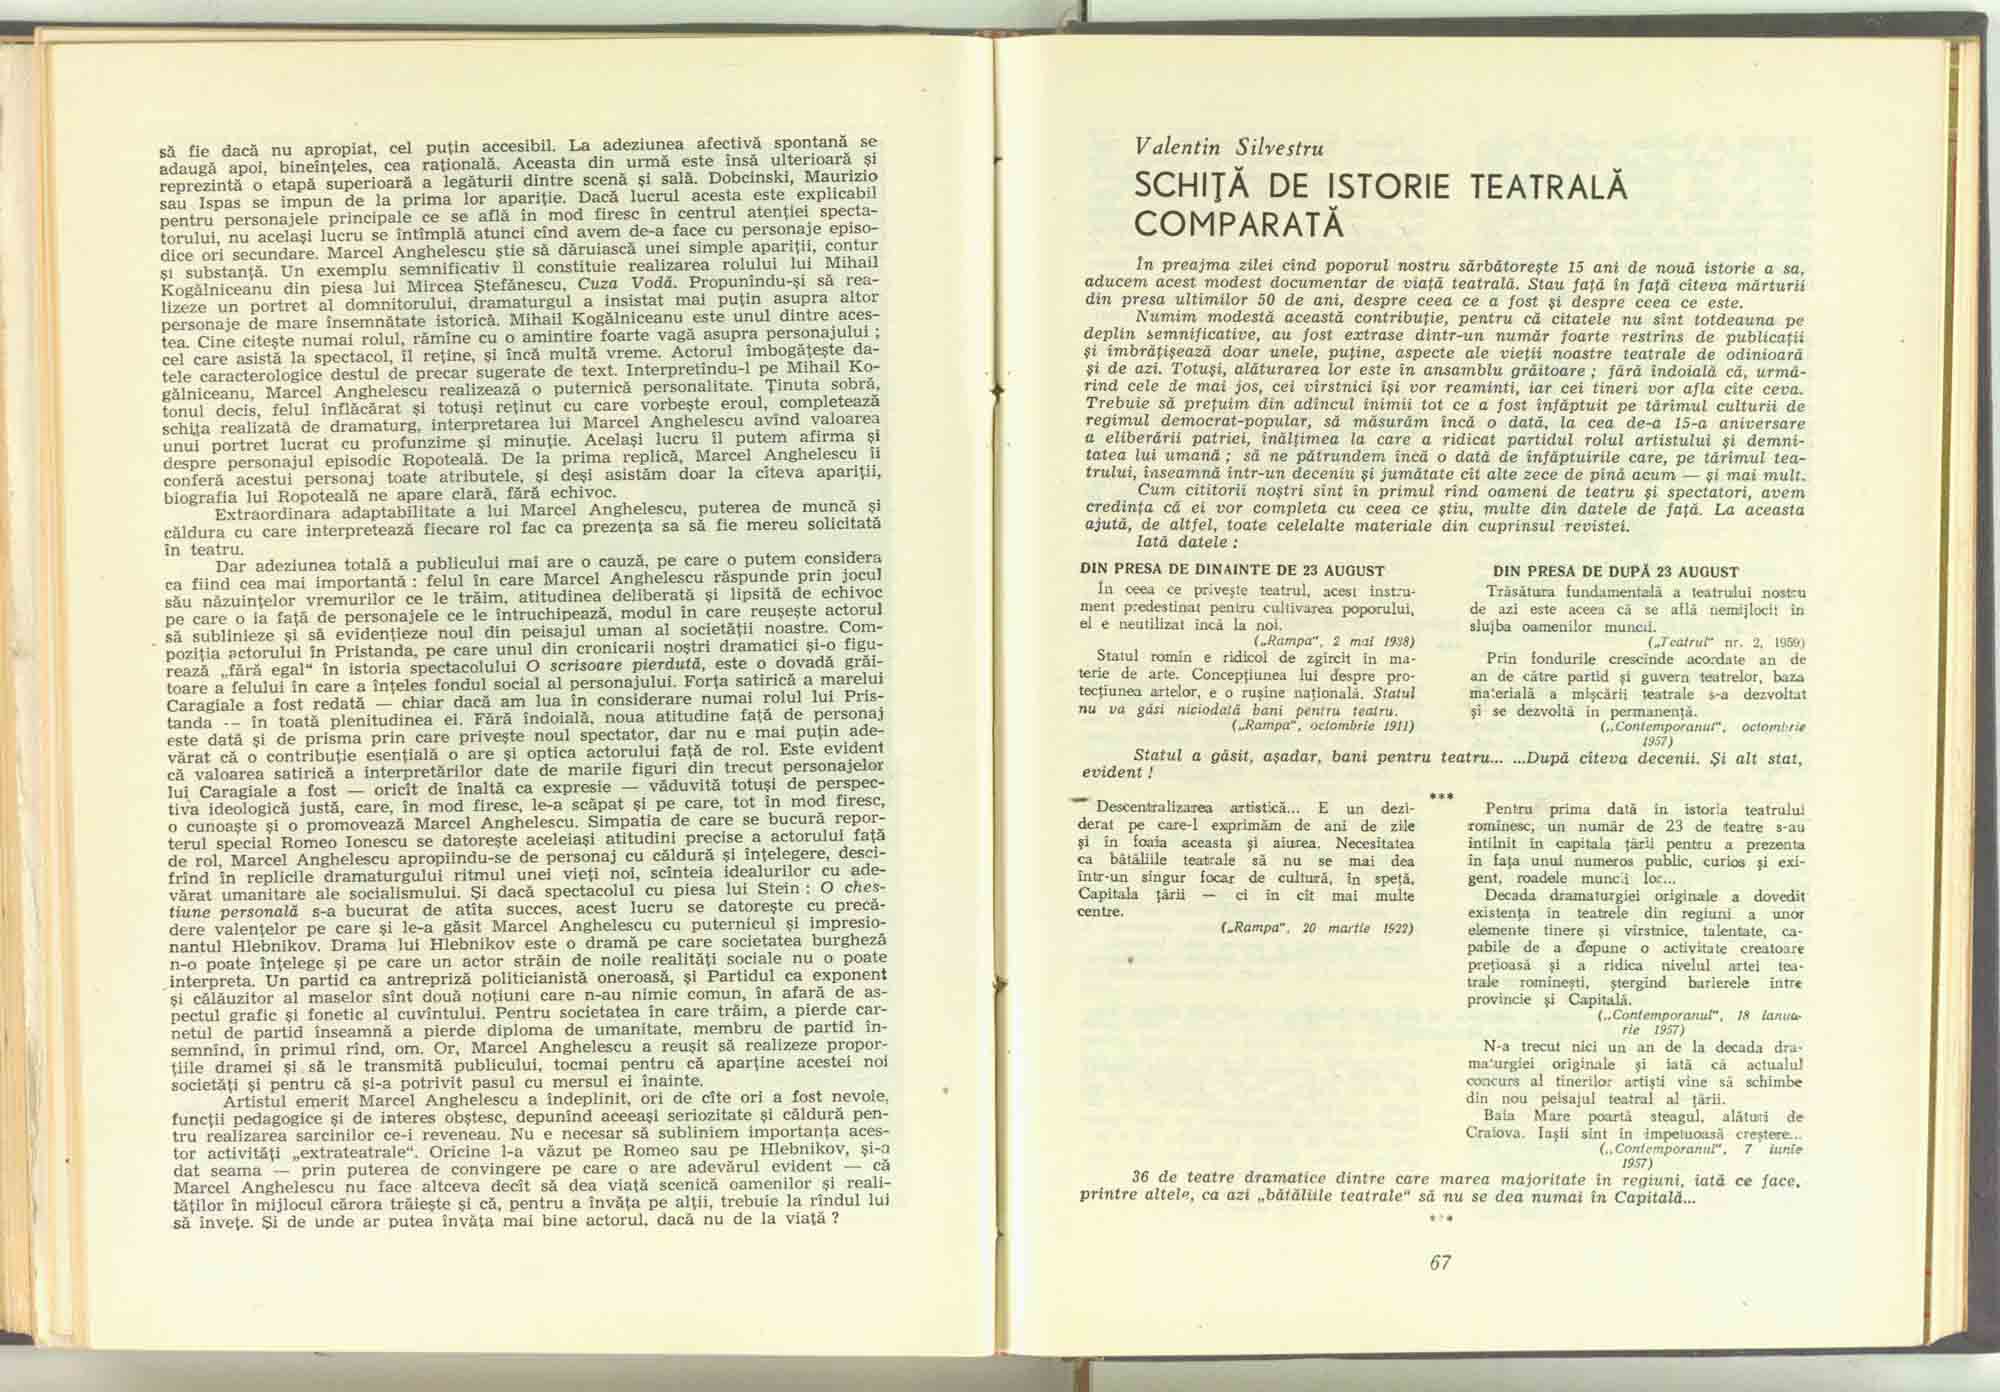 să fie dacă nu apropiat, cel puțin accesibil. La adeziunea afectivă spontană se
adaugă apoi, bineînțeles, cea rațională. Aceasta din urmă este însă ulterioară și
reprezintă o etapă superioară a legăturii dintre scenă și sală. Dobcinski, Maurizio
sau Ispas se impun de la prima lor apariție. Dacă lucrul acesta este explicabil
pentru personajele principale ce se află în mod firesc în centrul atenției specta-
torului, nu același lucru se întîmplă atunci cînd avem de-a face cu personaje episo-
dice ori secundare. Marcel Anghelescu știe să dăruiască unei simple apariții, contur
și substanță. Un exemplu semnificativ îl constituie realizarea rolului lui Mihail
Kogălniceanu din piesa lui Mircea Ștefănescu, Cuza Vodă. Propunîndu-și să rea-
lizeze un portret al domnitorului, dramaturgul a insistat mai puțin asupra altor
personaje de mare însemnătate istorică. Mihail Kogălniceanu este unul dintre aces-
tea. Cine citește numai rolul, rămîne cu o amintire foarte vagă asupra personajului ;
cel care asistă la spectacol, îl reține, și încă multă vreme. Actorul îmbogățește da-
tele caracterologice destul de precar sugerate de text. Interpretîndu-l pe Mihail Ko-
gălniceanu, Marcel Anghelescu realizează o puternică personalitate. Ținuta sobră,
tonul decis, felul înflăcărat și totuși reținut cu care vorbește eroul, completează
schița realizată de dramaturg, interpretarea lui Marcel Anghelescu avînd valoarea
unui portret lucrat cu profunzime și minuție. Același lucru îl putem afirma și
despre personajul episodic Ropoteală. De la prima replică, Marcel Anghelescu îi
conferă acestui personaj toate atributele, și deși asistăm doar la cîteva apariții,
biografia lui Ropoteală ne apare clară, fără echivoc.
Extraordinara adaptabilitate a lui Marcel Anghelescu, puterea de muncă și
căldura cu care interpretează fiecare rol fac ca prezența sa să fie mereu solicitată
în teatru.
Dar adeziunea totală a publicului mai are o cauză, pe care o putem considera
ca fiind cea mai importantă : felul în care Marcel Anghelescu răspunde prin jocul
său năzuințelor vremurilor ce le trăim, atitudinea deliberată și lipsită de echivoc
pe care o ia față de personajele ce le întruchipează, modul în care reușește actorul
să sublinieze și să evidențieze noul din peisajul uman al societății noastre. Com-
poziția actorului în Pristanda, pe care unul din cronicarii noștri dramatici și-o figu-
rează „fără egal“ în istoria spectacolului O scrisoare pierdută, este o dovadă grăi-
toare a felului în care a înțeles fondul social al personajului. Forța satirică a marelui
Caragiale a fost redată — chiar dacă am lua în considerare numai rolul lui Pris-
tanda -- în toată plenitudinea ei. Fără îndoială, noua atitudine față de personaj
este dată și de prisma prin care privește noul spectator, dar nu e mai puțin ade-
vărat că o contribuție esențială o are și optica actorului față de rol. Este evident
că valoarea satirică a interpretărilor date de marile figuri din trecut personajelor
lui Caragiale a fost — oricît de înaltă ca expresie — văduvită totuși de perspec-
tiva ideologică justă, care, în mod firesc, le-a scăpat și pe care, tot în mod firesc,
o cunoaște și o promovează Marcel Anghelescu. Simpatia de care se bucură repor-
terul special Romeo Ionescu se datorește aceleiași atitudini precise a actorului față
de rol, Marcel Anghelescu apropiindu-se de personaj cu căldură și înțelegere, desci-
frînd în replicile dramaturgului ritmul unei vieți noi, scînteia idealurilor cu ade-
vărat umanitare ale socialismului. Și dacă spectacolul cu piesa lui Stein : O ches-
tiune personală s-a bucurat de atîta succes, acest lucru se datorește cu precă-
dere valențelor pe care și le-a găsit Marcel Anghelescu cu puternicul și impresio-
nantul Hlebnikov. Drama lui Hlebnikov este o dramă pe care societatea burgheză
n-o poate înțelege și pe care un actor străin de noile realități sociale nu o poate
interpreta. Un partid ca antrepriză politicianistă oneroasă, și Partidul ca exponent
și călăuzitor al maselor sînt două noțiuni care n-au nimic comun, în afară de as-
pectul grafic și fonetic al cuvîntului. Pentru societatea în care trăim, a pierde car-
netul de partid înseamnă a pierde diploma de umanitate, membru de partid în-
semnînd, în primul rînd, om. Or, Marcel Anghelescu a reușit să realizeze propor-
țiile dramei și să le transmită publicului, tocmai pentru că aparține acestei noi
societăți și pentru că și-a potrivit pasul cu mersul ei înainte.
Artistul emerit Marcel Anghelescu a îndeplinit, ori de cîte ori a fost nevoie,
funcții pedagogice și de interes obștesc, depunînd aceeași seriozitate și căldură pen-
tru realizarea sarcinilor ce-i reveneau. Nu e necesar să subliniem importanța aces-
tor activități „extrateatrale“. Oricine l-a văzut pe Romeo sau pe Hlebnikov, și-a
dat seama — prin puterea de convingere pe care o are adevărul evident — că
Marcel Anghelescu nu face altceva decît să dea viață scenică oamenilor și reali-
tăților în mijlocul cărora trăiește și că, pentru a învăța pe alții, trebuie la rîndul lui
să învețe. Și de unde ar putea învăța mai bine actorul, dacă nu de la viață ?
Valentin Silvestru
SCHIȚĂ DE ISTORIE TEATRALĂ
COMPARATĂ
În preajma zilei cînd poporul nostru sărbătorește 15 ani de nouă istorie a sa,
aducem acest modest documentar de viață teatrală. Stau față în față cîteva mărturii
din presa ultimilor 50 de ani, despre ceea ce a fost și despre ceea ce este.
Numim modestă această contribuție, pentru că citatele nu sînt totdeauna pe
deplin semnificative, au fost extrase dintr-un număr foarte restrîns de publicații
și îmbrățișează doar unele, puține, aspecte ale vieții noastre teatrale de odinioară
și de azi. Totuși, alăturarea lor este în ansamblu grăitoare ; fără îndoială că, urmă-
rind cele de mai jos, cei vîrstnici își vor reaminti, iar cei tineri vor afla cîte ceva.
Trebuie să prețuim din adîncul inimii tot ce a fost înfăptuit pe tărîmul culturii de
regimul democrat-popular, să măsurăm încă o dată, la cea de-a 15-a aniversare
a eliberării patriei, înălțimea la care a ridicat partidul rolul artistului și demni-
tatea lui umană ; să ne pătrundem încă o dată de înfăptuirile care, pe tărîmul tea-
trului, înseamnă într-un deceniu și jumătate cît alte zece de pînă acum — și mai mult.
Cum cititorii noștri sînt în primul rînd oameni de teatru și spectatori, avem
credința că ei vor completa cu ceea ce știu, multe din datele de față. La aceasta
ajută, de altfel, toate celelalte materiale din cuprinsul revistei.
Iată datele :
DIN PRESA DE DINAINTE DE 23 AUGUST
În ceea ce privește teatrul, acest instru-
ment predestinat pentru cultivarea poporului,
el e neutilizat încă la noi.
(„Rampa“, 2 mai 1938)
Statul romîn e ridicol de zgîrcit în ma-
terie de arte. Concepțiunea lui despre pro-
tecțiunea artelor, e o rușine națională. Statul
nu va găsi niciodată bani pentru teatru.
(„Rampa“, octombrie 1911)
DIN PRESA DE DUPĂ 23 AUGUST
Trăsătura fundamentală a teatrului nostru
de azi este aceea că se află nemijlocit în
slujba oamenilor muncii.
(„Teatrul“ nr. 2, 1959)
Prin fondurile crescînde acordate an de
an de către partid și guvern teatrelor, baza
materială a mișcării teatrale s-a dezvoltat
și se dezvoltă în permanență.
(„Contemporanul“, octombrie
1957)
Statul a găsit, așadar, bani pentru teatru... ...După cîteva decenii. Și alt stat,
evident !
***
Descentralizarea artistică... E un dezi-
derat pe care-l exprimăm de ani de zile
și în foaia aceasta și aiurea. Necesitatea
ca bătăliile teatrale să nu se mai dea
într-un singur focar de cultură, în speță,
Capitala țării — ci în cît mai multe
centre.
(„Rampa“, 20 martie 1922)
Pentru prima dată în istoria teatrului
romînesc, un număr de 23 de teatre s-au
întîlnit în capitala țării pentru a prezenta
în fața unui numeros public, curios și exi-
gent, roadele muncii lor...
Decada dramaturgiei originale a dovedit
existența în teatrele din regiuni a unor
elemente tinere și vîrstnice, talentate, ca-
pabile de a depune o activitate creatoare
prețioasă și a ridica nivelul artei tea-
trale romînești, ștergînd barierele între
provincie și Capitală.
(„Contemporanul“, 18 ianua-
rie 1957)
N-a trecut nici un an de la decada dra-
maturgiei originale și iată că actualul
concurs al tinerilor artiști vine să schimbe
din nou peisajul teatral al țării.
Baia Mare poartă steagul, alături de
Craiova. Iașii sînt în impetuoasă creștere...
(„Contemporanul“, 7 iunie
1957)
36 de teatre dramatice dintre care marea majoritate în regiuni, iată ce face,
printre altele, ca azi „bătăliile teatrale“ să nu se dea numai în Capitală...
***
67